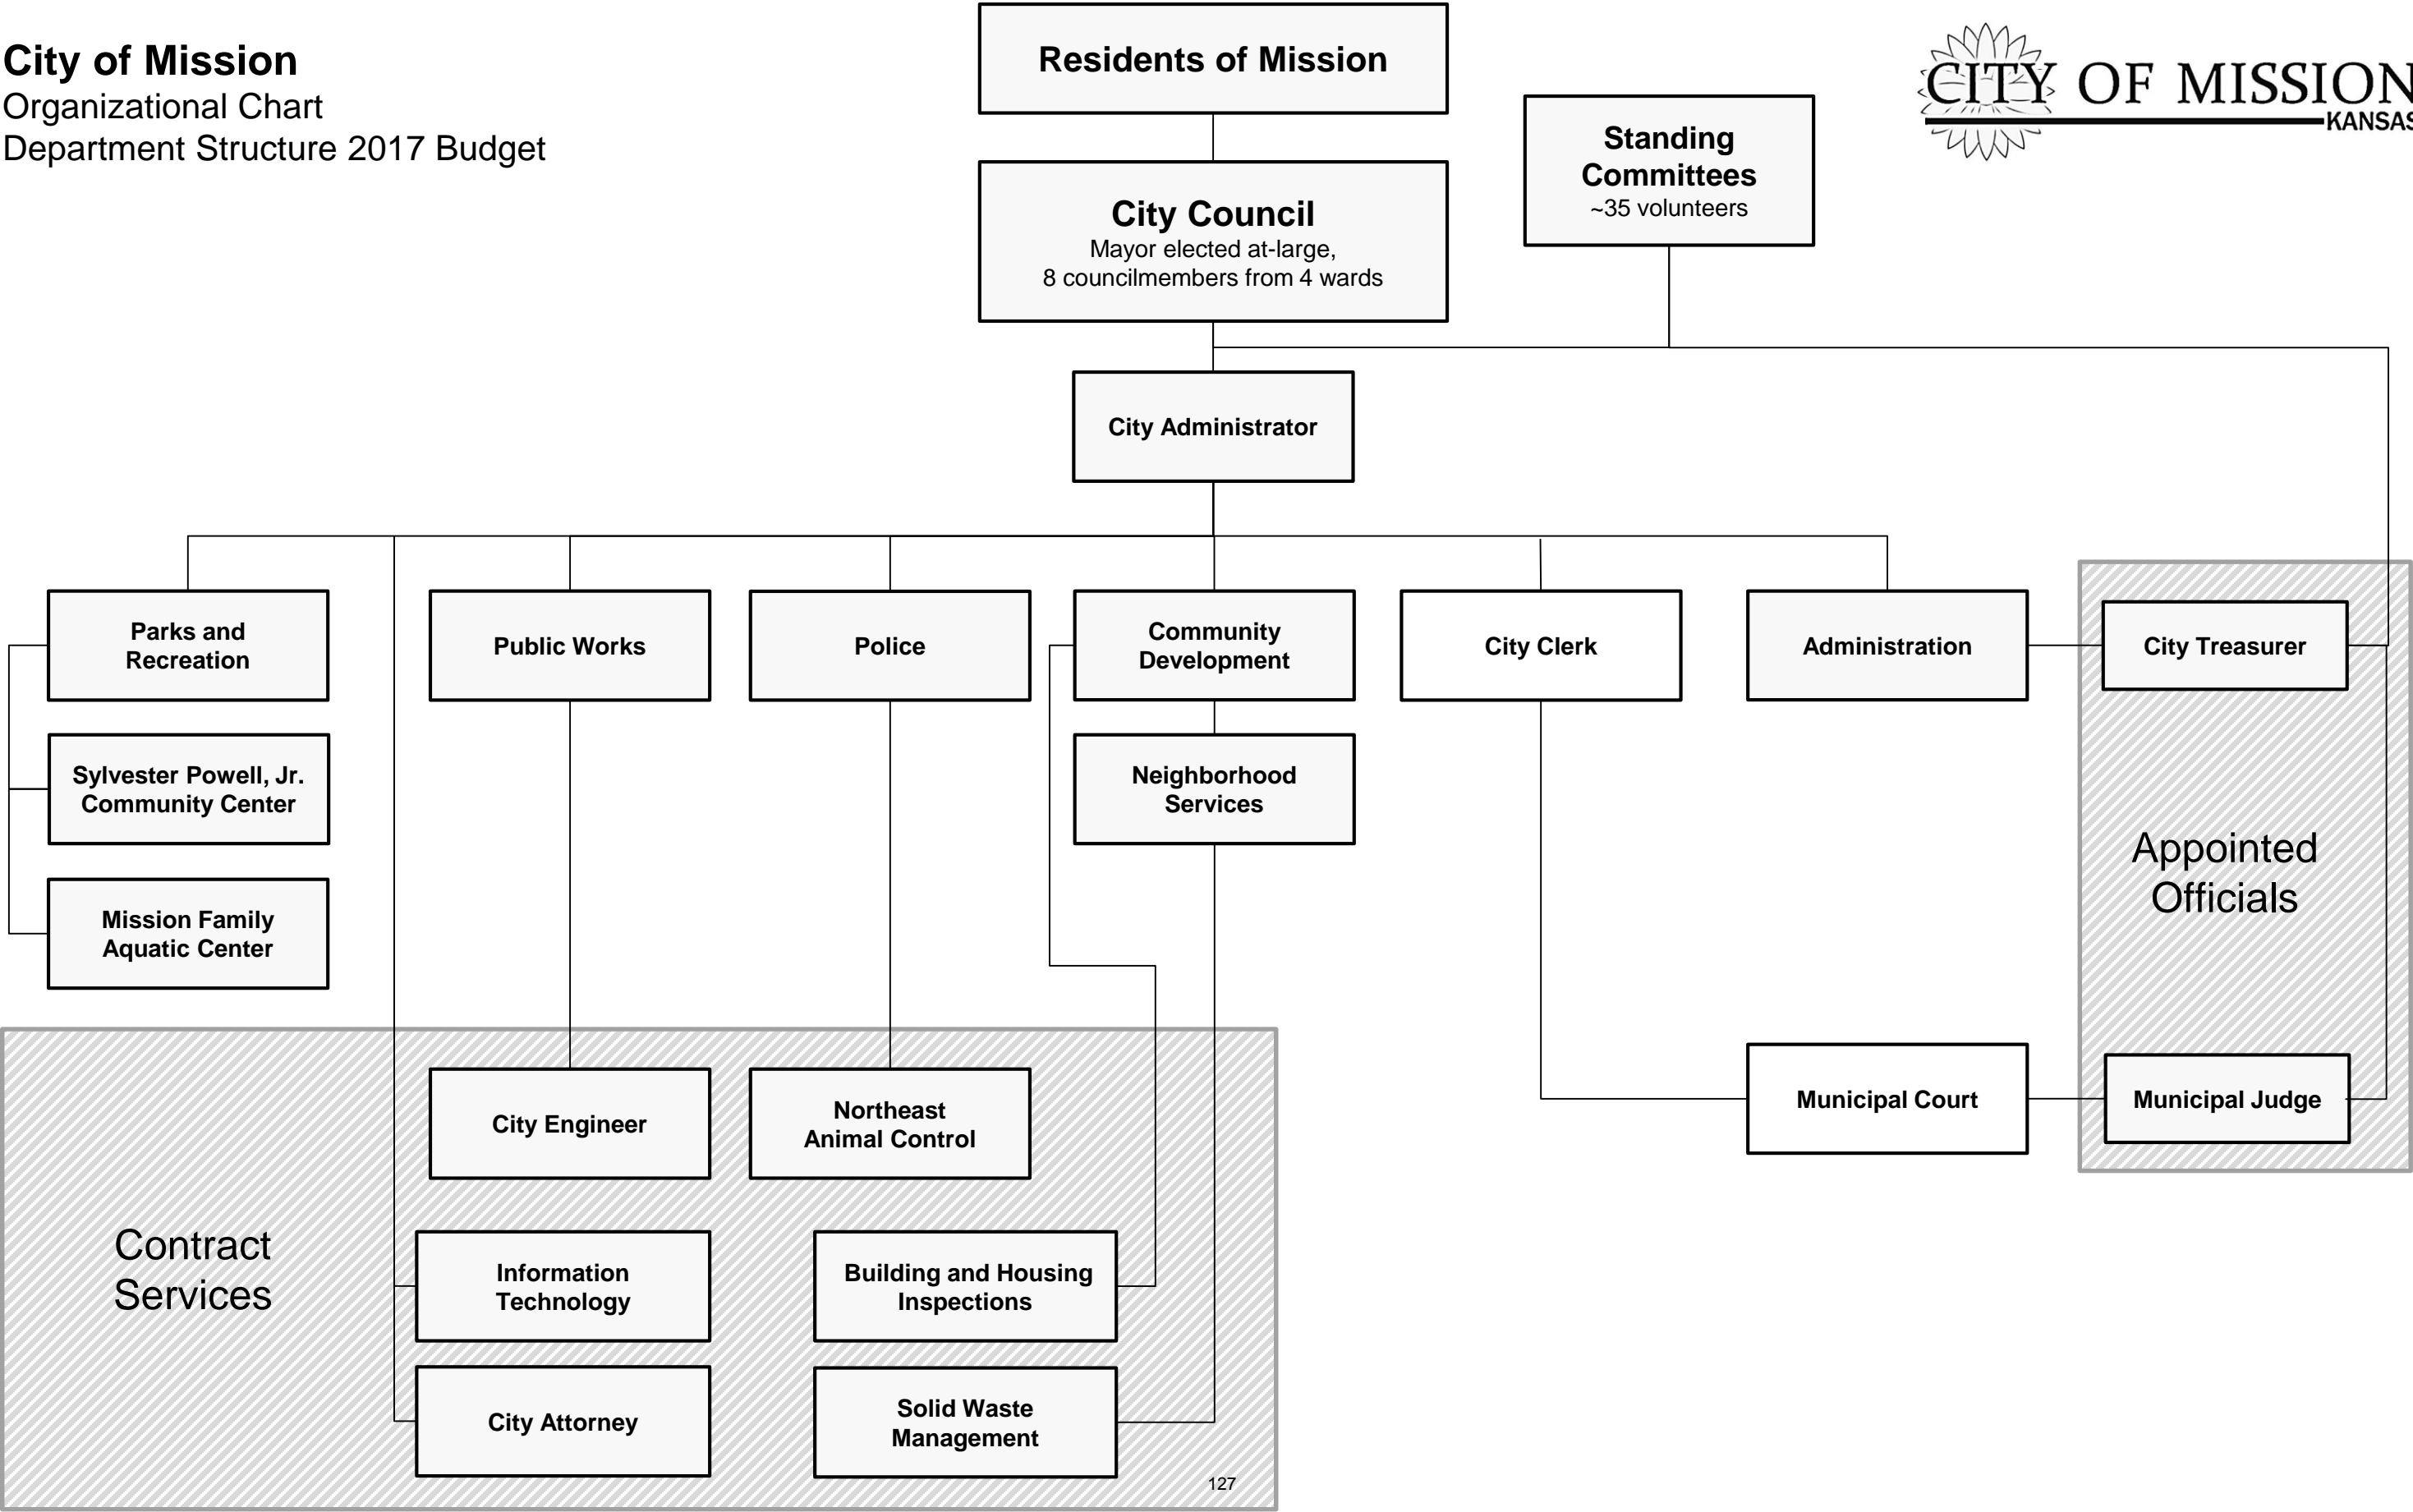 City of Mission
Organizational Chart
Department Structure 2017 Budget
Residents of Mission
CITY OF MISSION
KANSAS
Standing
Committees
~35 volunteers
City Council
Mayor elected at-large,
8 councilmembers from 4 wards
City Administrator
Parks and
Recreation
Public Works
Police
Community
Development
City Clerk
Administration
City Treasurer
Sylvester Powell, Jr.
Community Center
Neighborhood
Services
Mission Family
Aquatic Center
Appointed
Officials
City Engineer
Northeast
Animal Control
Municipal Court
Municipal Judge
Contract
Services
Information
Technology
Building and Housing
Inspections
City Attorney
Solid Waste
Management
127